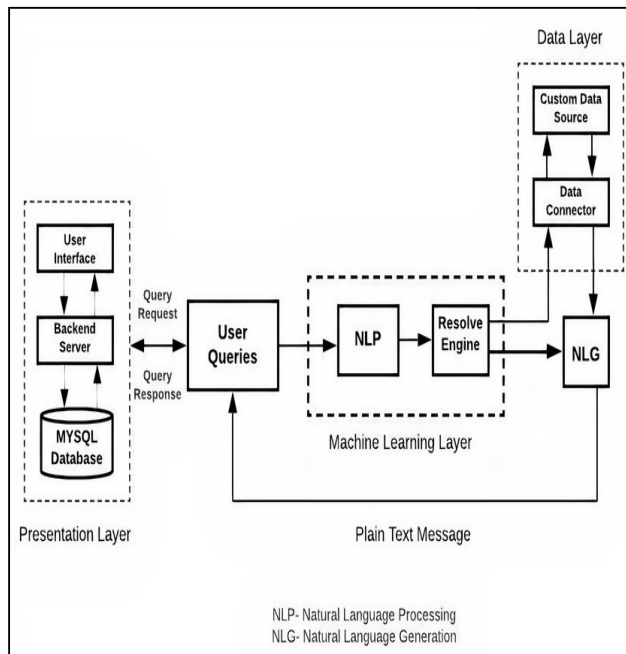 Data Layer
Custom Data
Source
Data
Connector
User
Interface
Backend
Server
MYSQL
Database
Presentation Layer
Query
Request
Query
Response
User
Queries
NLP
Resolve
Engine
Machine Learning Layer
NLG
Plain Text Message
NLP- Natural Language Processing
NLG- Natural Language Generation